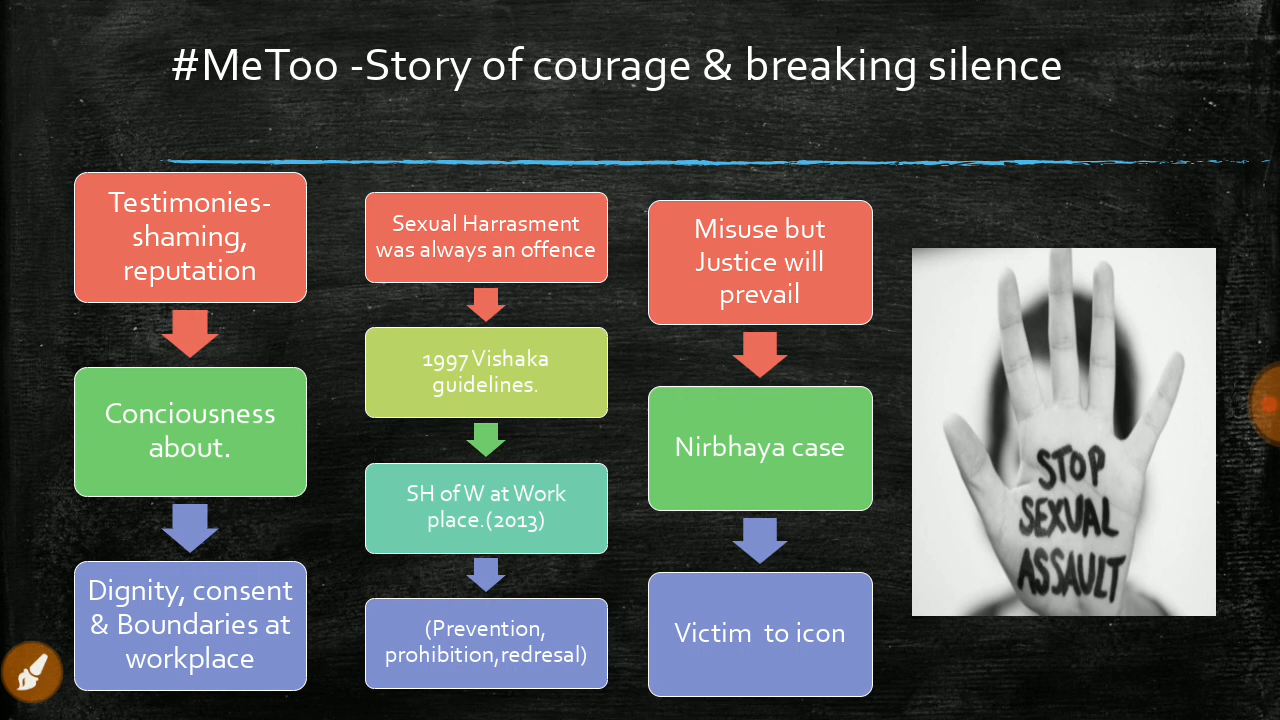 #MeToo -Story of courage & breaking silence
Testimonies-
shaming,
reputation
Conciousness
about.
Dignity, consent
& Boundaries at
workplace
Sexual Harrasment
was always an offence
1997 Vishaka
guidelines.
SH of W at Work
place.(2013)
(Prevention,
prohibition,redresal)
Misuse but
Justice will
prevail
Nirbhaya case
Victim to icon
STOP
SEXUAL
ASSAULT